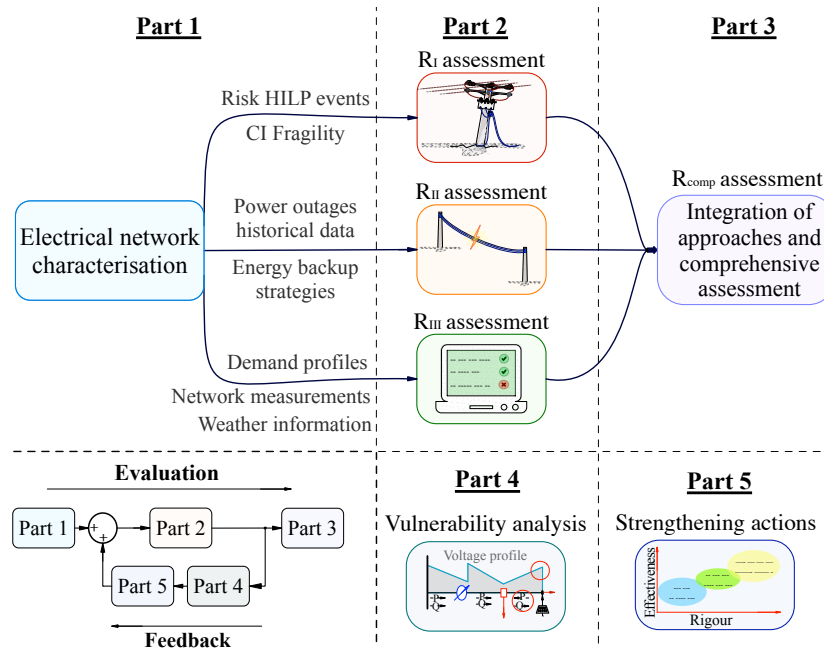 Part 1
Part 2
Part 3
Risk HILP events
CI Fragility
Power outages
historical data
Energy backup
strategies
Demand profiles
Network measurements
Weather information
Electrical network
characterisation
RI assessment
RII assessment
RIII assessment
Rcomp assessment
Integration of
approaches and
comprehensive
assessment
Evaluation
Part 1
+
+
Part 2
Part 3
Part 5
Part 4
Feedback
Part 4
Vulnerability analysis
Voltage profile
P
Q
P
Q
P
Q
Part 5
Strengthening actions
Effectiveness
Rigour